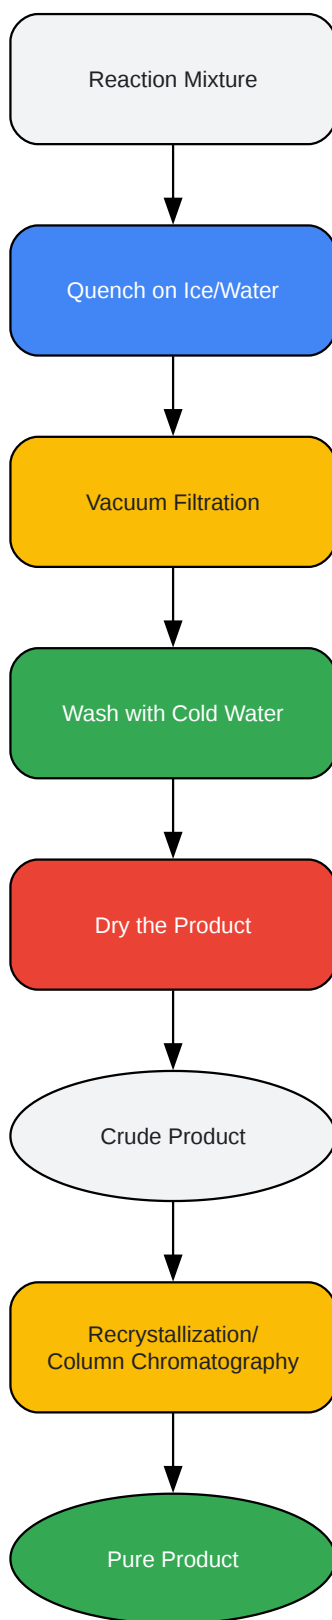 Reaction Mixture
Quench on Ice/Water
Vacuum Filtration
Wash with Cold Water
Dry the Product
Crude Product
Recrystallization/
Column Chromatography
Pure Product